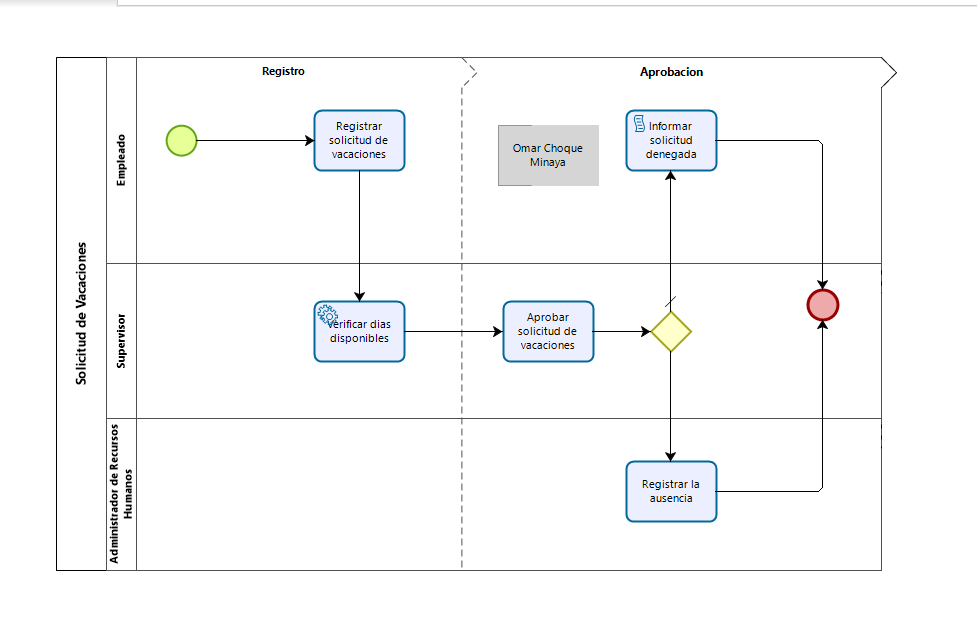 Registro
Aprobacion
Solicitud de Vacaciones
Empleado
Registrar
solicitud de
vacaciones
Omar Choque
Minaya
Informar
solicitud
denegada
Supervisor
Verificar dias
disponibles
Aprobar
solicitud de
vacaciones
Administrador de Recursos
Humanos
Registrar la
ausencia